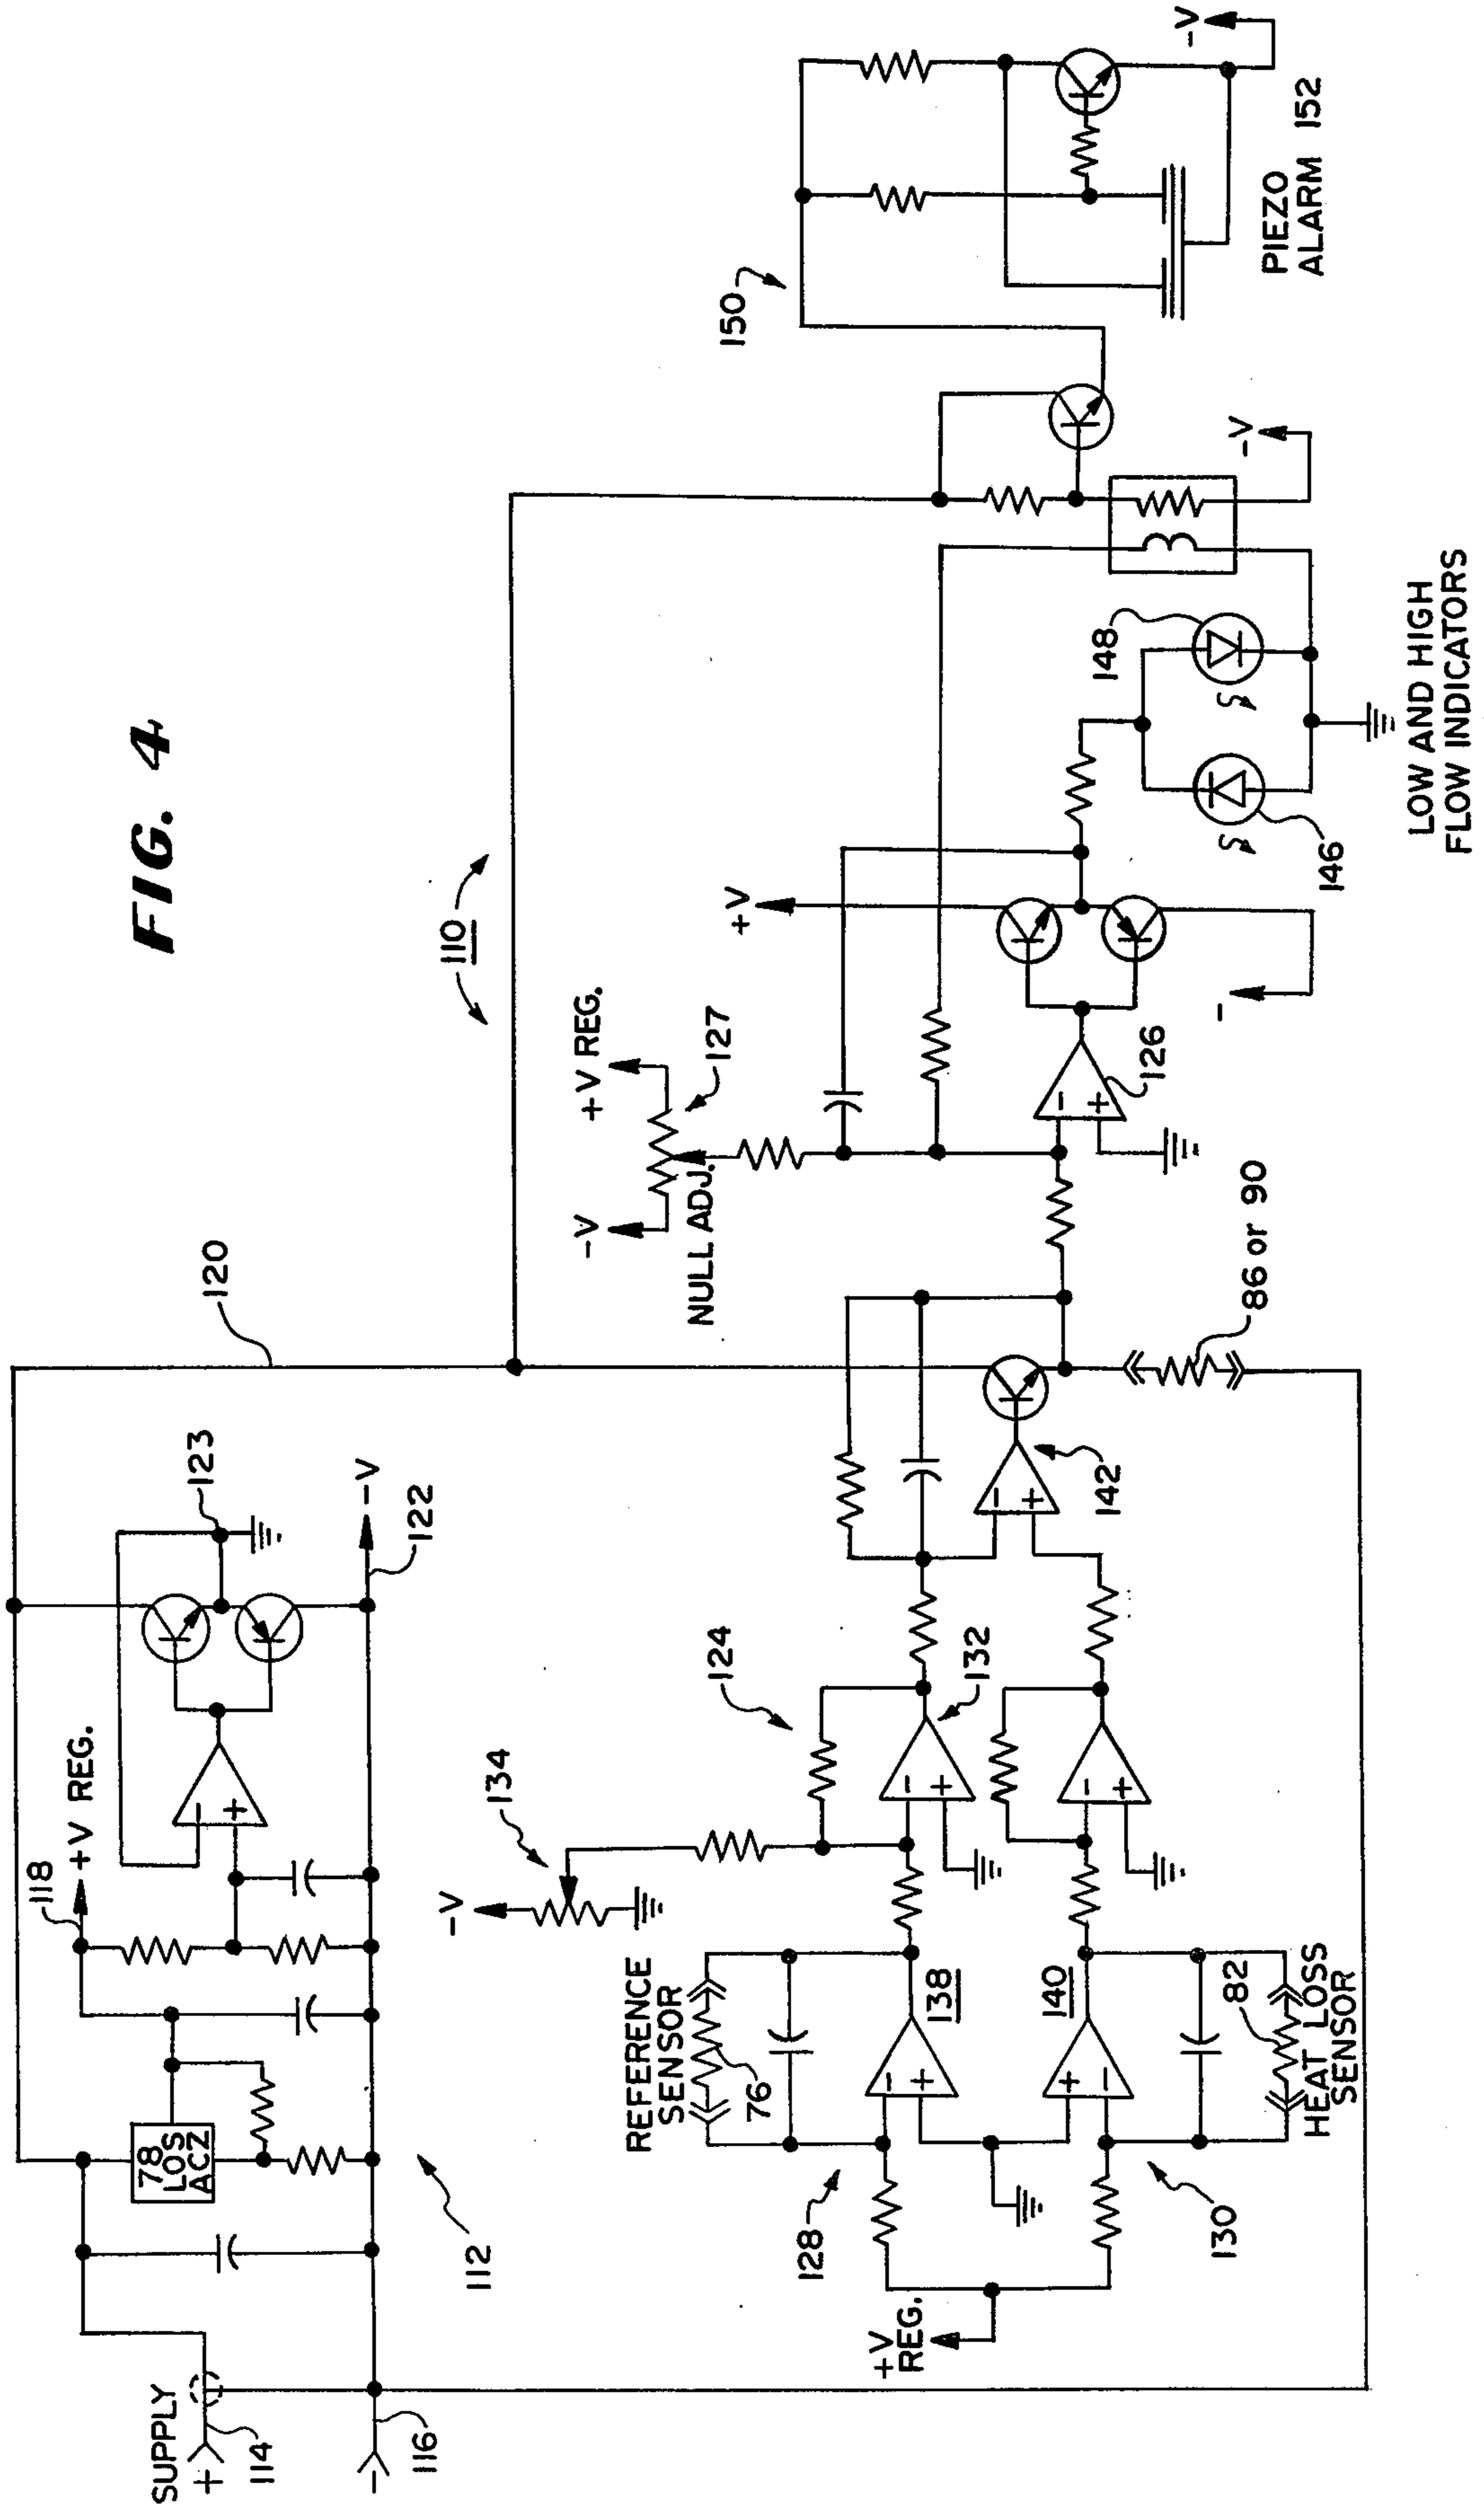 FIG. 4
SUPPLY
+
114
-
116
112
78
LOS
ACZ
118
+V REG.
-
+
123
-V
122
120
110
+V
REG.
128
130
REFERENCE
SENSOR
76
-
+
138
+
-
140
82
HEAT LOSS
SENSOR
-V
134
124
-
+
132
-
+
-
+
142
86 or 90
-V
+V REG.
NULL ADJ.
127
-
+
126
+V
-
146
148
LOW AND HIGH
FLOW INDICATORS
-V
150
PIEZO
ALARM 152
-V